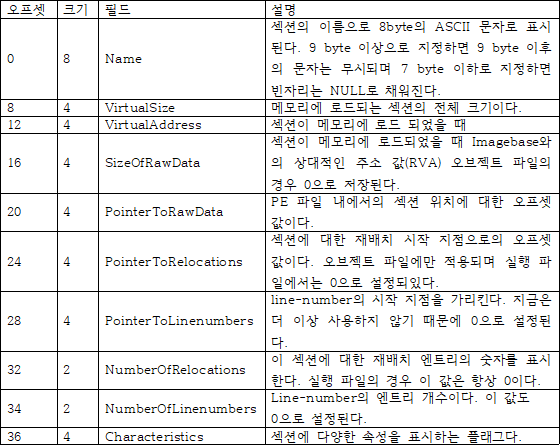 오프셋 크기 필드 설명
0 8 Name 섹션의 이름으로 8byte의 ASCII 문자로 표시
된다. 9 byte 이상으로 지정하면 9 byte 이후
의 문자는 무시되며 7 byte 이하로 지정하면
빈자리는 NULL로 채워진다.
8 4 VirtualSize 메모리에 로드되는 섹션의 전체 크기이다.
12 4 VirtualAddress 섹션이 메모리에 로드 되었을 때
16 4 SizeOfRawData 섹션이 메모리에 로드되었을 때 Imagebase와
의 상대적인 주소 값(RVA) 오브젝트 파일의
경우 0으로 저장된다.
20 4 PointerToRawData PE 파일 내에서의 섹션 위치에 대한 오프셋
값이다.
24 4 PointerToRelocations 섹션에 대한 재배치 시작 지점으로의 오프셋
값이다. 오브젝트 파일에만 적용되며 실행 파
일에서는 0으로 설정되있다.
28 4 PointerToLinenumbers line-number의 시작 지점을 가리킨다. 지금은
더 이상 사용하지 않기 때문에 0으로 설정된
다.
32 2 NumberOfRelocations 이 섹션에 대한 재배치 엔트리의 숫자를 표시
한다. 실행 파일의 경우 이 값은 항상 0이다.
34 2 NumberOfLinenumbers Line-number의 엔트리 개수이다. 이 값도
0으로 설정된다.
36 4 Characteristics 섹션에 다양한 속성을 표시하는 플래그다.